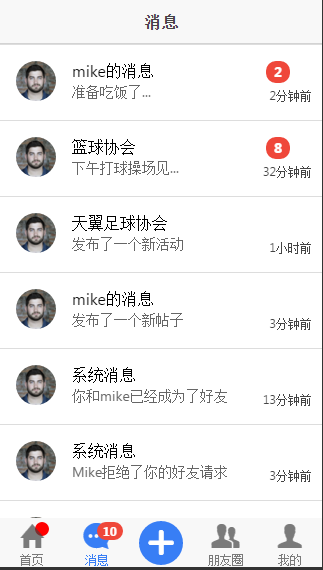 消息
mike的消息
2
准备吃饭了...
2分钟前
篮球协会
8
下午打球操场见...
32分钟前
天翼足球协会
发布了一个新活动
1小时前
mike的消息
发布了一个新帖子
3分钟前
系统消息
你和mike已经成为了好友
13分钟前
系统消息
Mike拒绝了你的好友请求
3分钟前
10
首页
消息
朋友圈
我的